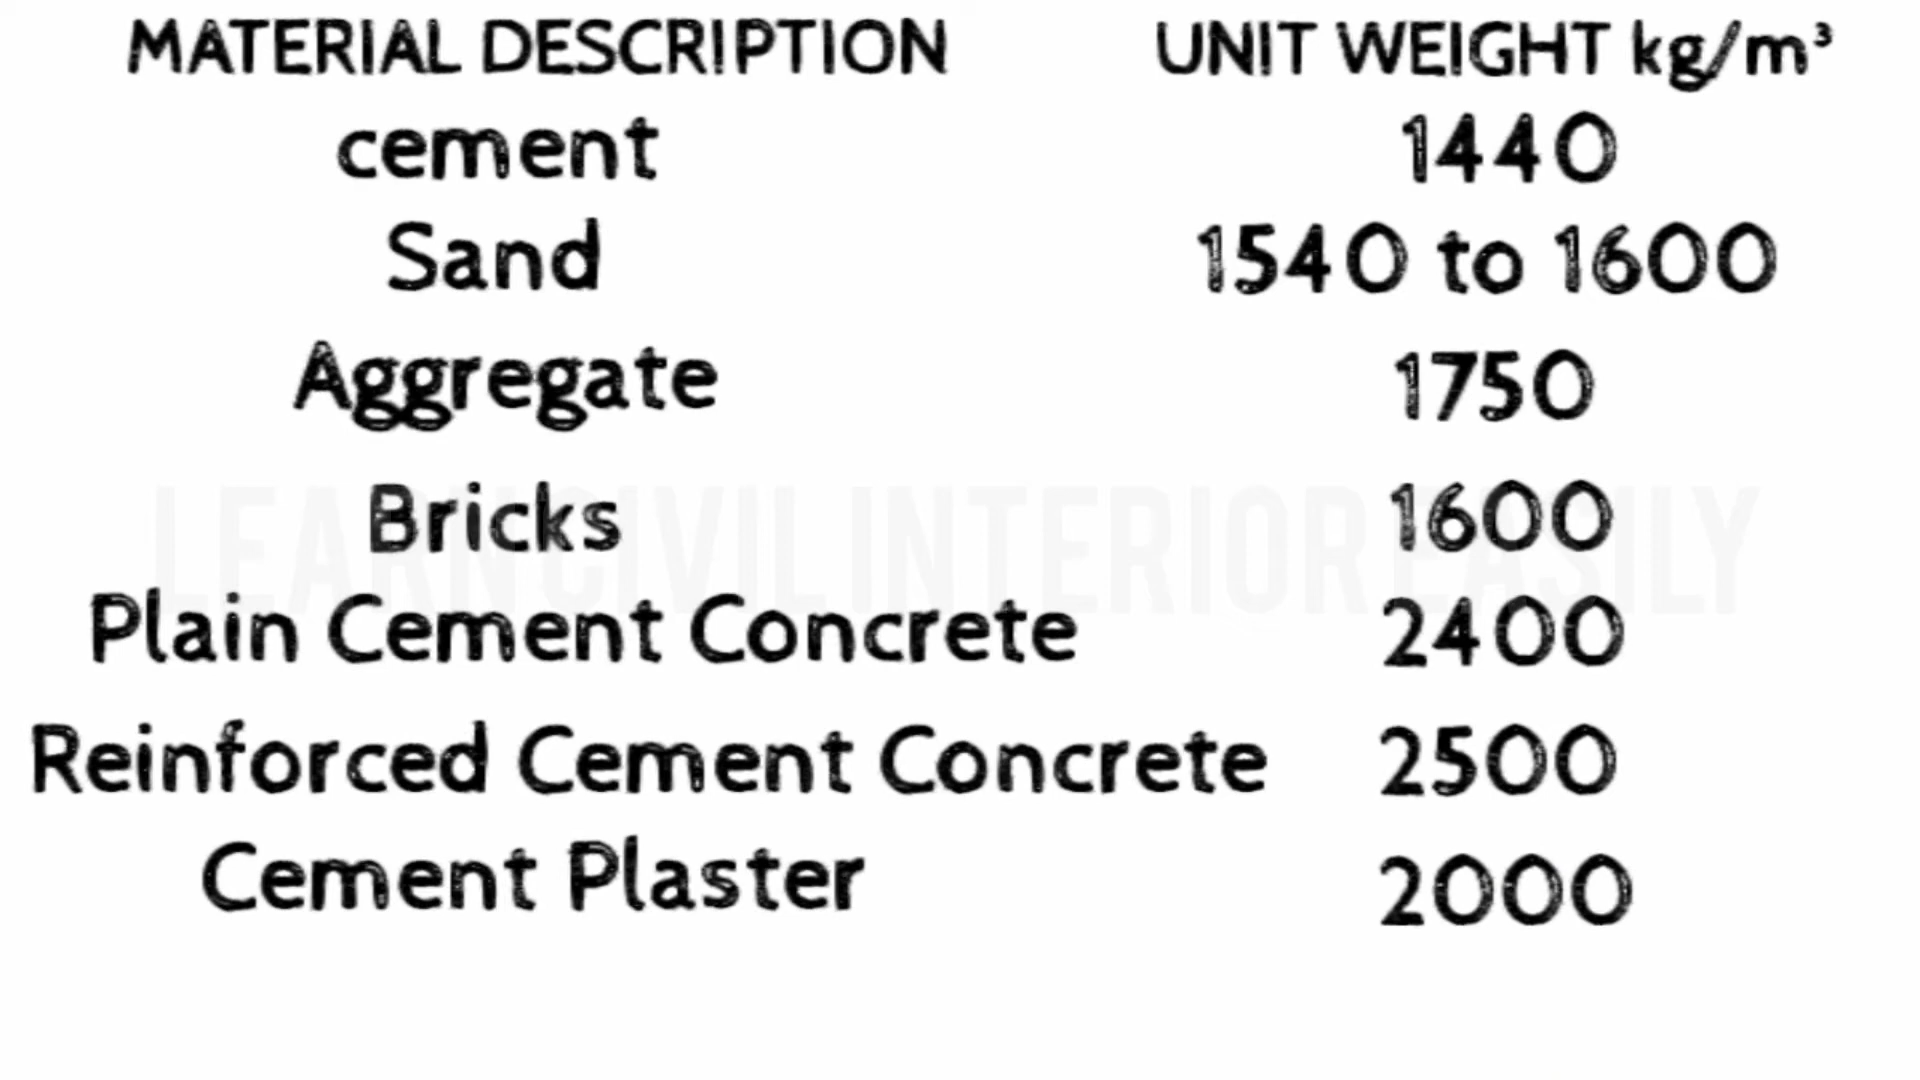 MATERIAL DESCRIPTION UNIT WEIGHT kg/m³
cement 1440
Sand 1540 to 1600
Aggregate 1750
Bricks 1600
LEARN CIVIL INTERIOR EASILY
Plain Cement Concrete 2400
Reinforced Cement Concrete 2500
Cement Plaster 2000